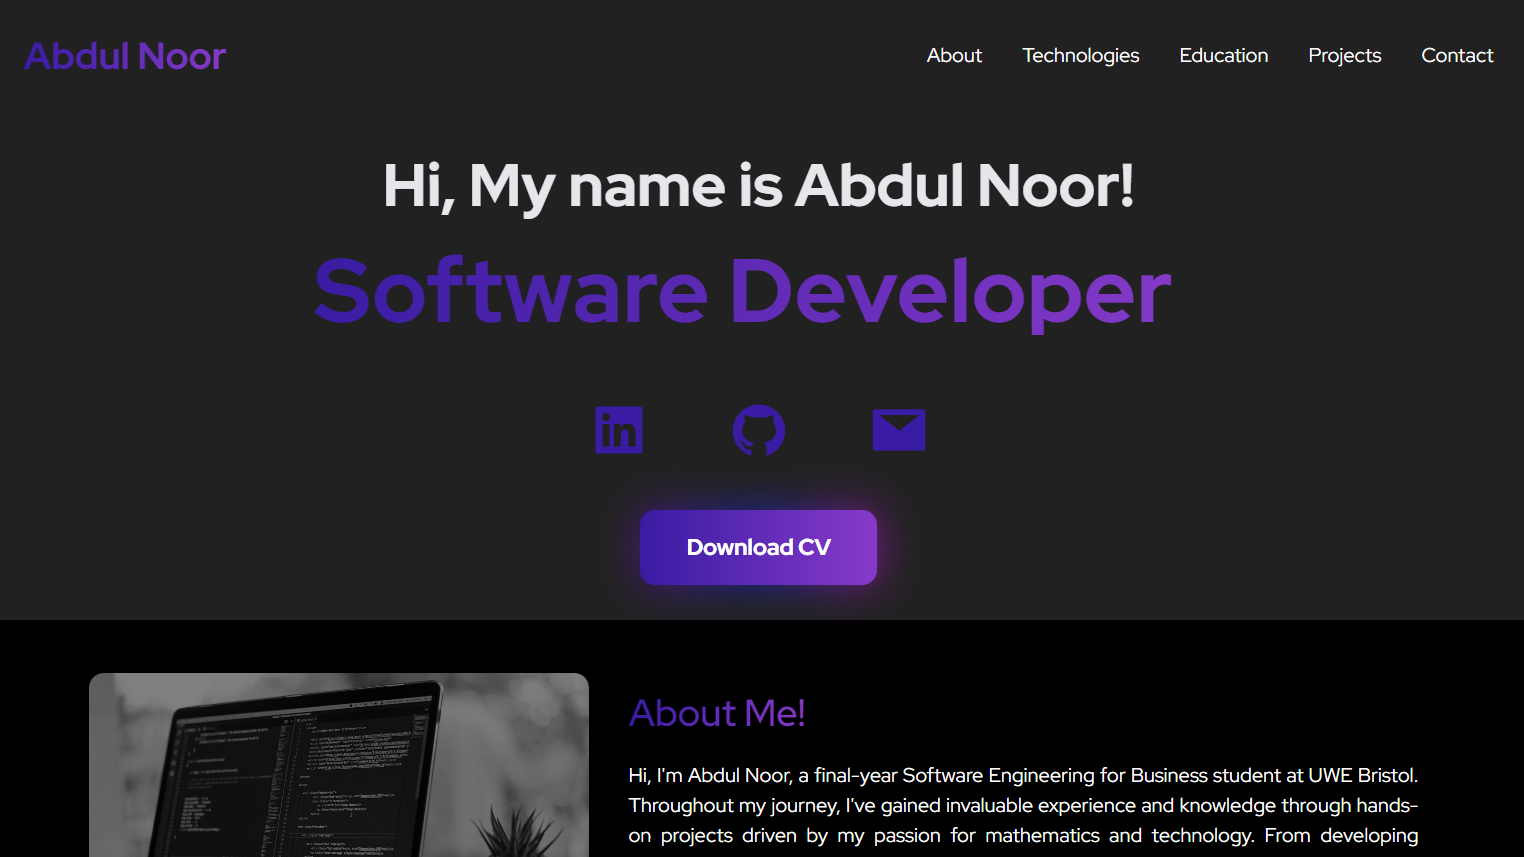 Abdul Noor
About Technologies Education Projects Contact
Hi, My name is Abdul Noor!
Software Developer
in
Download CV
About Me!
Hi, I'm Abdul Noor, a final-year Software Engineering for Business student at UWE Bristol.
Throughout my journey, I've gained invaluable experience and knowledge through hands-
on projects driven by my passion for mathematics and technology. From developing